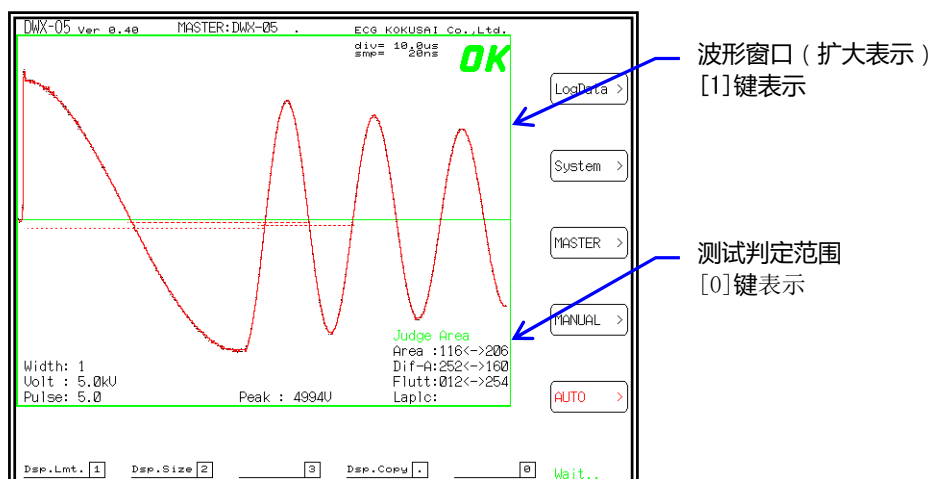 DWX-05 Ver 0.40 MASTER:DWX-05 . ECG KOKUSAI Co.,Ltd.
div= 10.0us
smp= 20ns
OK
LogData >
System >
MASTER >
MANUAL >
AUTO >
Judge Area
Area :116<->206
Dif-A:252<->160
Flutt:012<->254
Laplc:
Width: 1
Volt : 5.0kV
Pulse: 5.0
Peak : 4994V
Dsp.Lmt. 1 Dsp.Size 2 3 Dsp.Copy . 0 Wait..
波形窗口（扩大表示）
[1]键表示
测试判定范围
[0]键表示